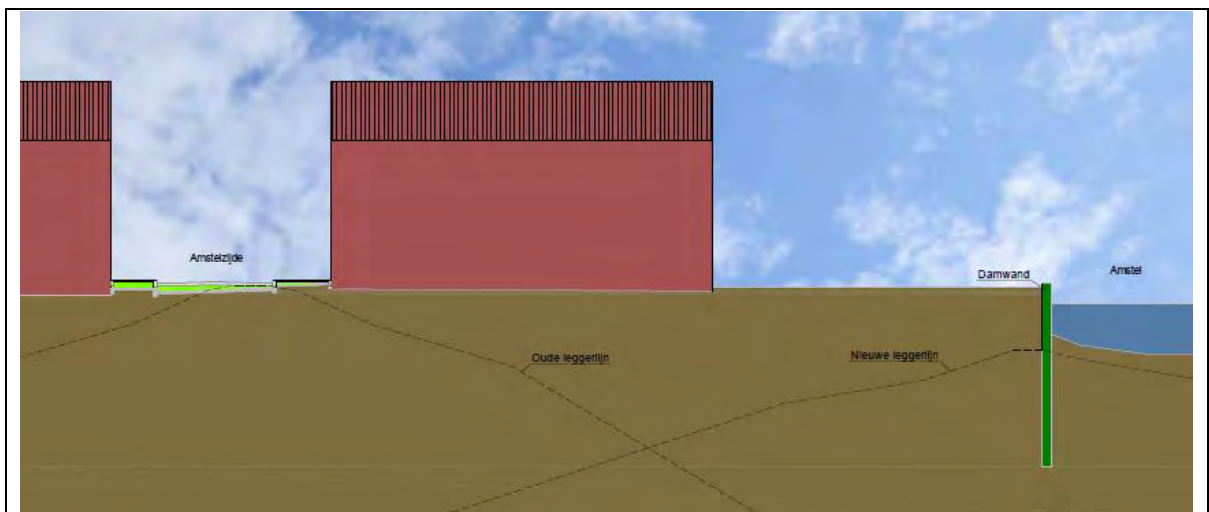 Amstelzijde
Damwand
Amstel
Oude leggerlijn
Nieuwe leggerlijn